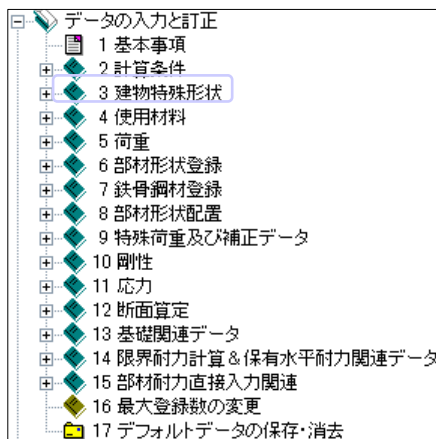 データの入力と訂正
1 基本事項
2 計算条件
3 建物特殊形状
4 使用材料
5 荷重
6 部材形状登録
7 鉄骨鋼材登録
8 部材形状配置
9 特殊荷重及び補正データ
10 剛性
11 応力
12 断面算定
13 基礎関連データ
14 限界耐力計算&保有水平耐力関連データ
15 部材耐力直接入力関連
16 最大登録数の変更
17 デフォルトデータの保存・消去